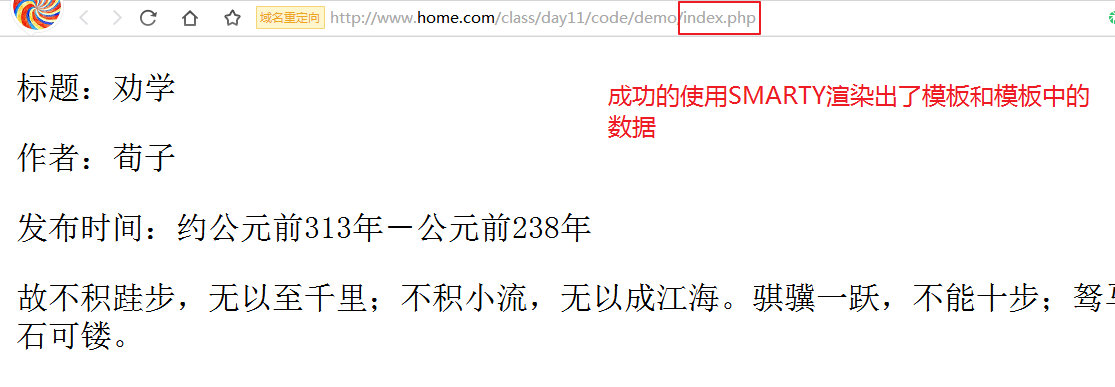 域名重定向 http://www.home.com/class/day11/code/demo/index.php
标题：劝学
成功的使用SMARTY渲染出了模板和模板中的
数据
作者：荀子
发布时间：约公元前313年－公元前238年
故不积跬步，无以至千里；不积小流，无以成江海。骐骥一跃，不能十步；驽
石可镂。